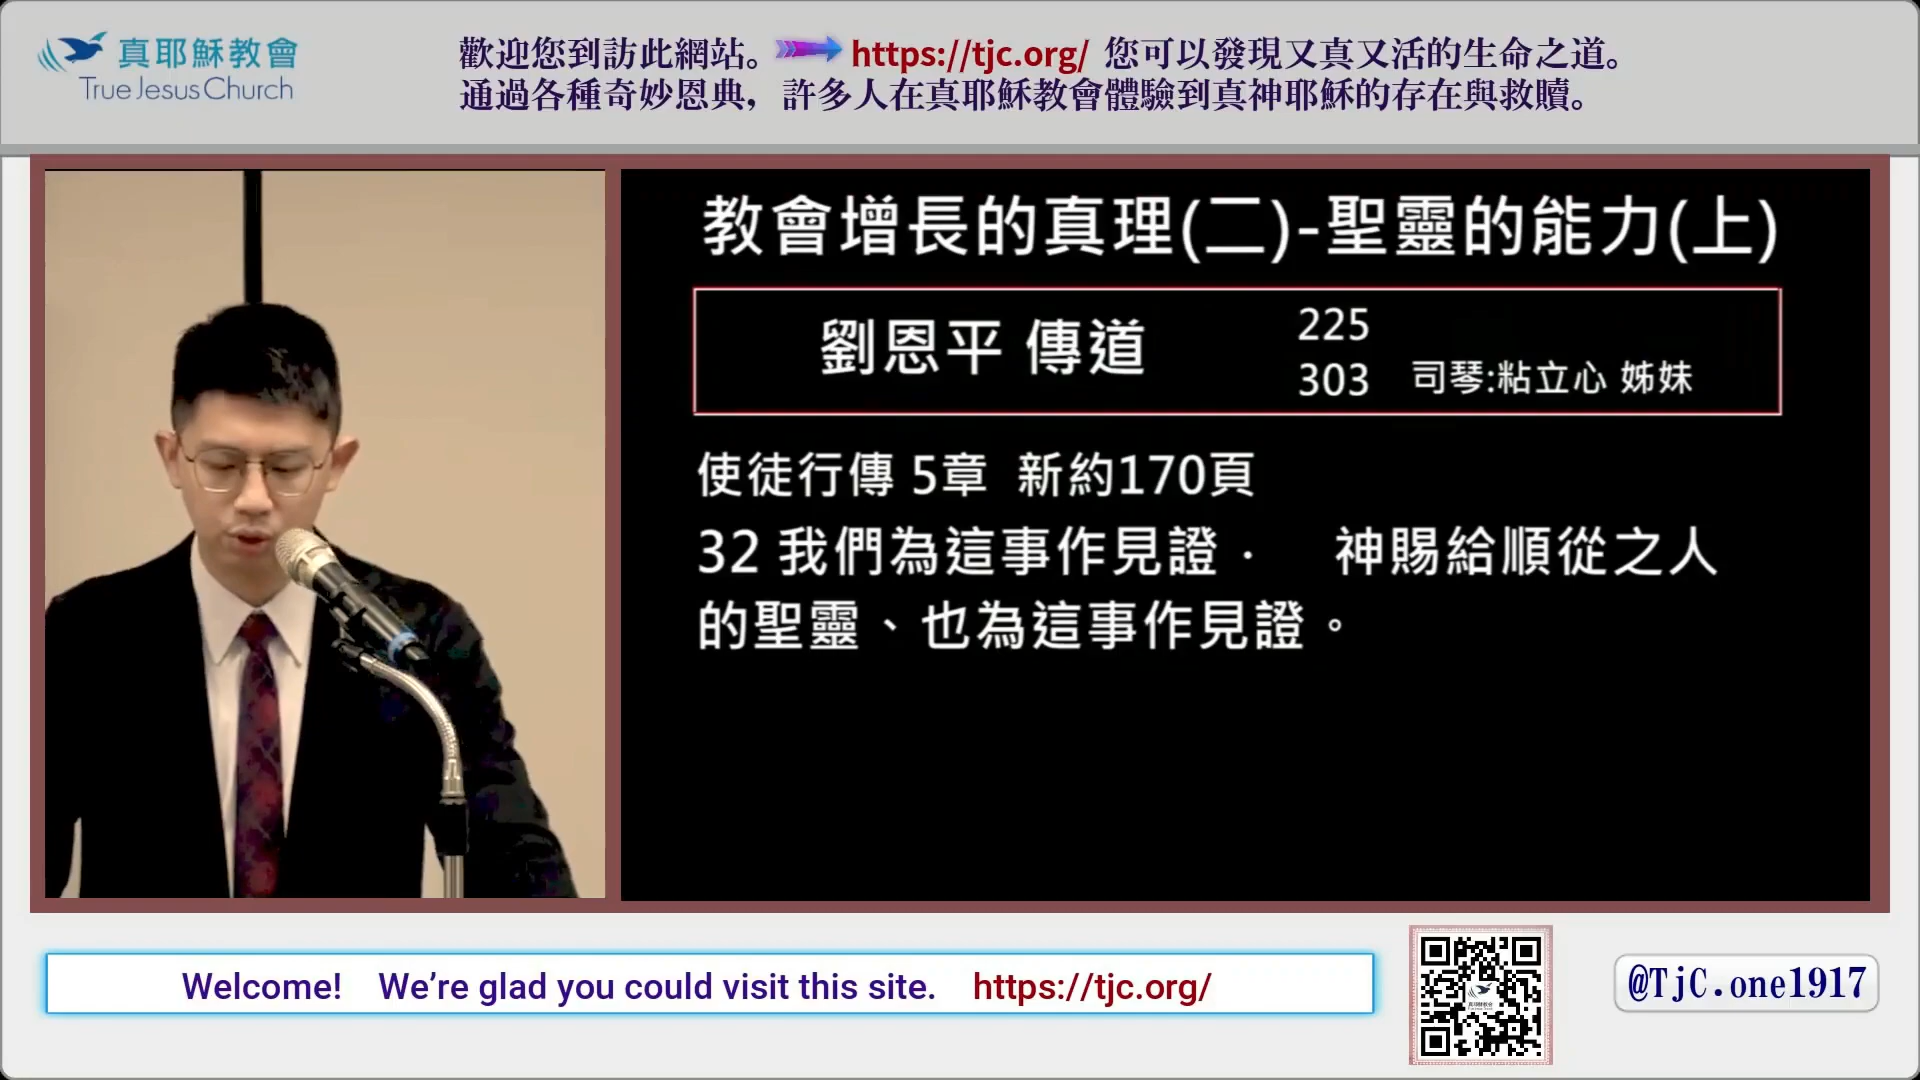 真耶穌教會
True Jesus Church
歡迎您到訪此網站。 https://tjc.org/ 您可以發現又真又活的生命之道。
通過各種奇妙恩典，許多人在真耶穌教會體驗到真神耶穌的存在與救贖。
教會增長的真理(二)-聖靈的能力(上)
劉恩平 傳道
225
303 司琴:粘立心 姊妹
使徒行傳 5章 新約170頁
32 我們為這事作見證． 神賜給順從之人
的聖靈、也為這事作見證。
Welcome! We’re glad you could visit this site. https://tjc.org/
@TjC.one1917